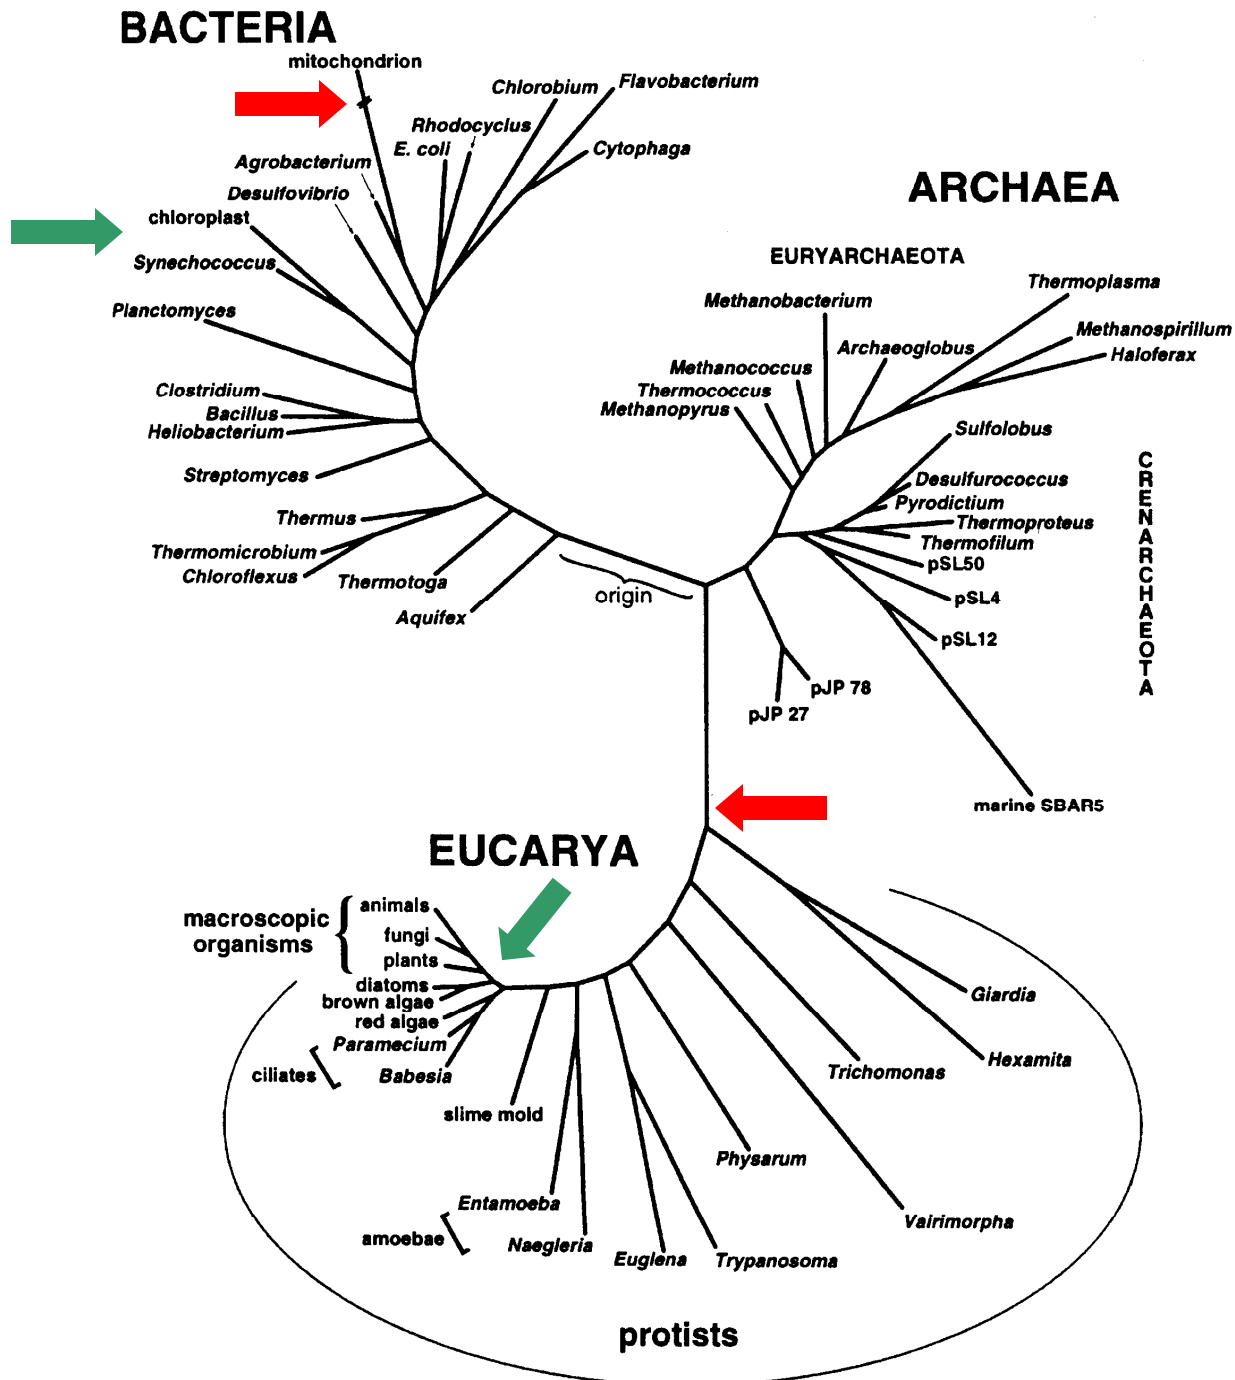 BACTERIA
mitochondrion
Chlorobium
Flavobacterium
Rhodocyclus
E. coli
Cytophaga
Agrobacterium
Desulfovibrio
chloroplast
Synechococcus
Planctomyces
Clostridium
Bacillus
Heliobacterium
Streptomyces
Thermus
Thermomicrobium
Chloroflexus
Thermotoga
Aquifex
origin
ARCHAEA
EURYARCHAEOTA
Thermoplasma
Methanobacterium
Methanospirillum
Archaeoglobus
Haloferax
Methanococcus
Thermococcus
Methanopyrus
Sulfolobus
CRENARCHAEOTA
Desulfurococcus
Pyrodictium
Thermoproteus
Thermofilum
pSL50
pSL4
pSL12
pJP 78
pJP 27
marine SBAR5
EUCARYA
macroscopic
organisms
animals
fungi
plants
diatoms
brown algae
red algae
Paramecium
ciliates
Babesia
slime mold
Entamoeba
amoebae
Naegleria
Euglena
Trypanosoma
Physarum
Vairimorpha
Trichomonas
Hexamita
Giardia
protists